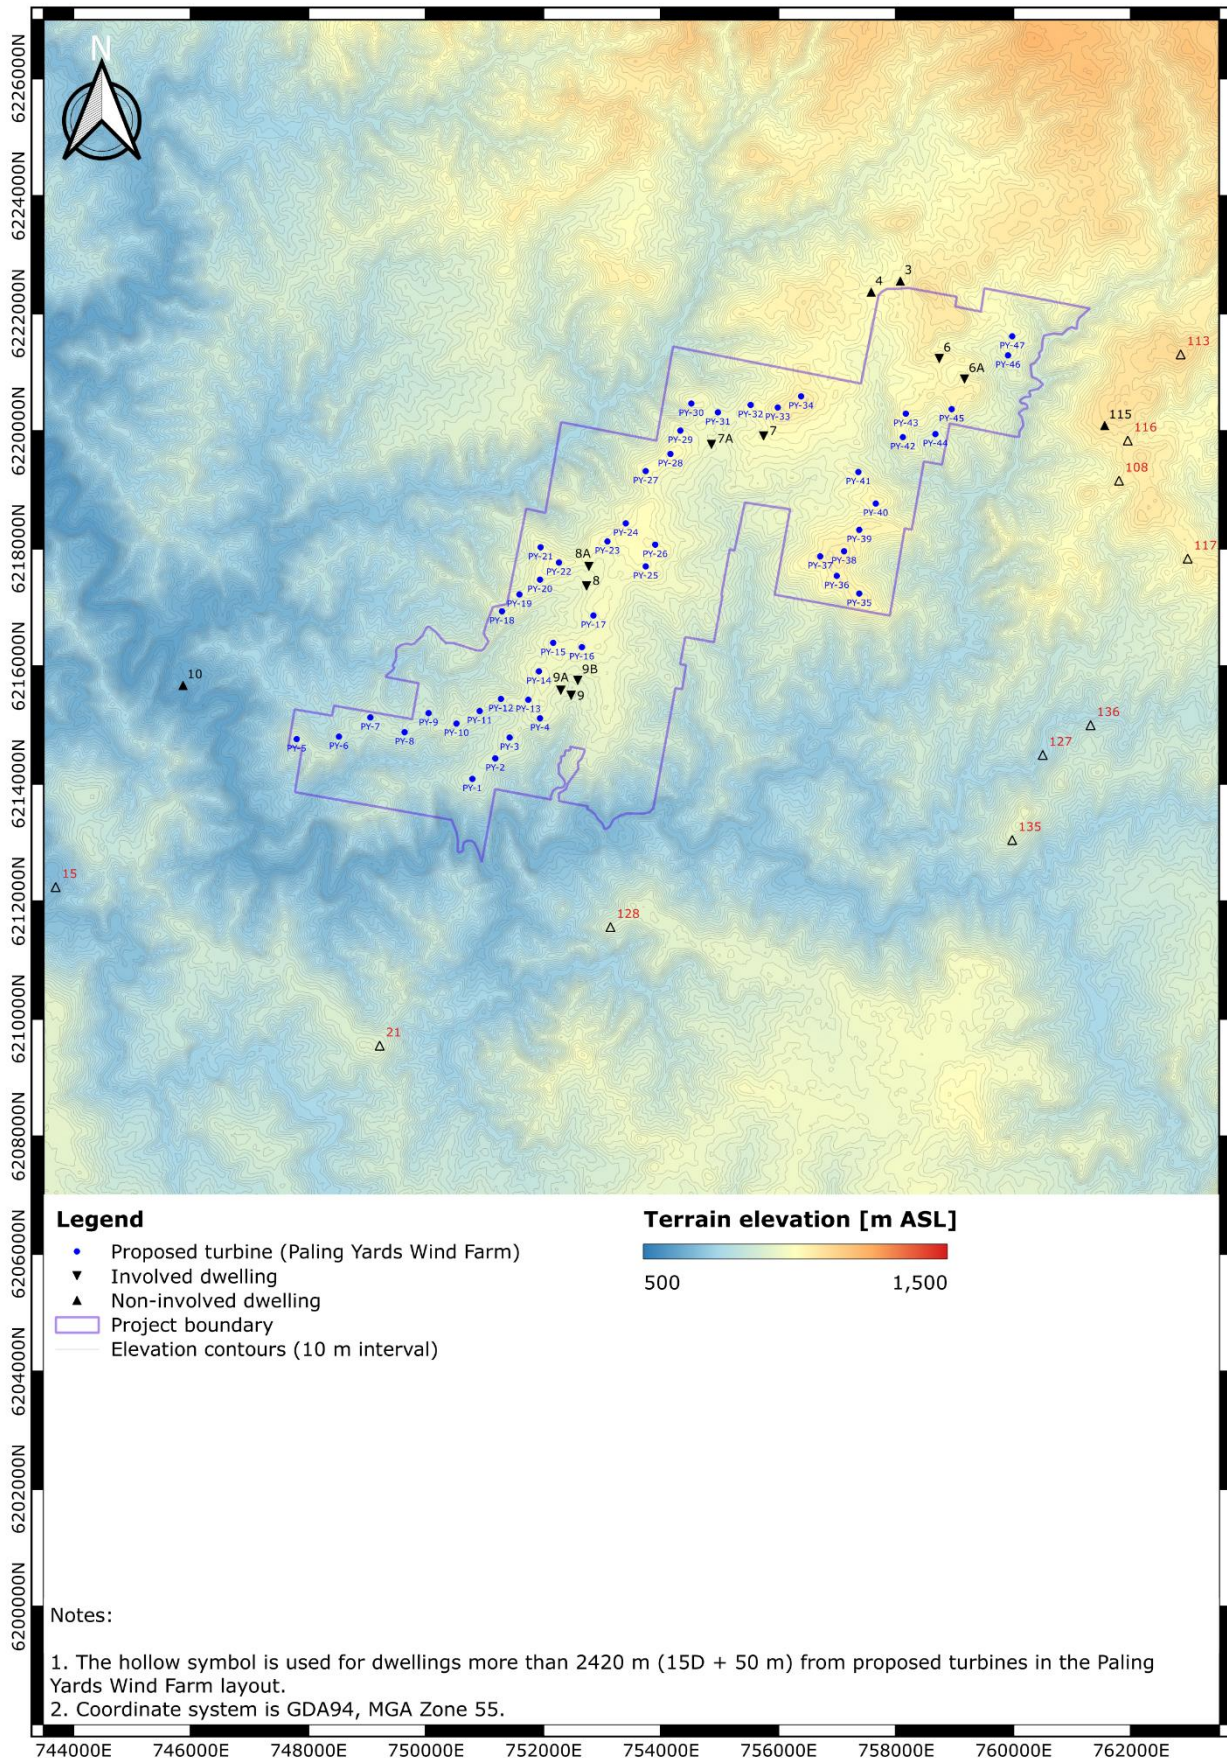 N
6226000N
6224000N
6222000N
6220000N
6218000N
6216000N
6214000N
6212000N
6210000N
6208000N
6206000N
6204000N
6202000N
6200000N
3
4
PY-47
113
6
PY-46
6A
PY-34
PY-30
PY-31
PY-32
PY-33
PY-43
PY-45
115
PY-29
7A
7
PY-42
PY-44
116
PY-28
PY-27
PY-41
108
PY-40
PY-24
PY-39
PY-21
8A
PY-23
PY-26
PY-38
117
PY-22
PY-37
PY-20
8
PY-25
PY-36
PY-19
PY-35
PY-18
PY-17
PY-15
PY-16
10
PY-14
9A
9B
9
PY-12
PY-13
PY-7
PY-9
PY-11
PY-4
136
PY-5
PY-6
PY-8
PY-10
PY-3
127
PY-2
PY-1
135
15
128
21
Legend
Proposed turbine (Paling Yards Wind Farm)
Involved dwelling
Non-involved dwelling
Project boundary
Elevation contours (10 m interval)
Terrain elevation [m ASL]
500 1,500
Notes:
1. The hollow symbol is used for dwellings more than 2420 m (15D + 50 m) from proposed turbines in the Paling
Yards Wind Farm layout.
2. Coordinate system is GDA94, MGA Zone 55.
744000E 746000E 748000E 750000E 752000E 754000E 756000E 758000E 760000E 762000E